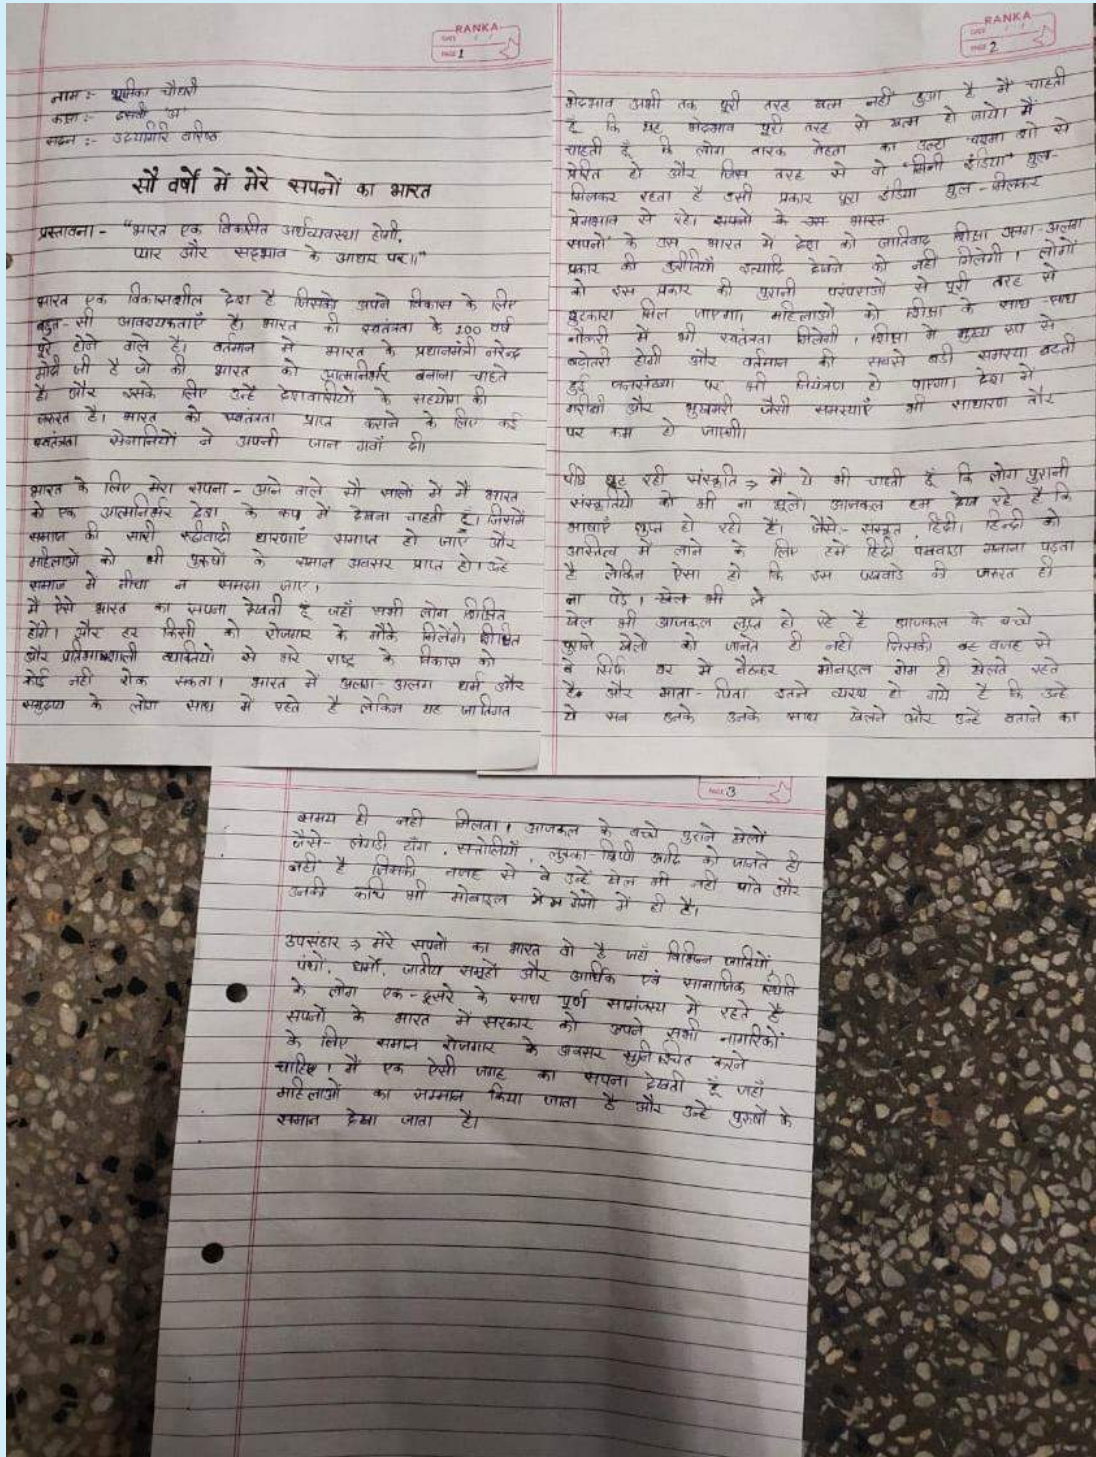 RANKA
DATE / /
PAGE 1
नाम :- भूमिका चौधरी
कक्षा :- दसवीं 'अ'
सदन :- उदयगिरि वरिष्ठ
सौ वर्षों में मेरे सपनों का भारत
प्रस्तावना - "भारत एक विकसित अर्थव्यवस्था होगी,
प्यार और सद्भाव के आधार पर॥"
भारत एक विकासशील देश है जिसको अपने विकास के लिए
बहुत-सी आवश्यकताएँ है। भारत की स्वतंत्रता के 100 वर्ष
पूरे होने वाले है। वर्तमान में भारत के प्रधानमंत्री नरेन्द्र
मोदी जी है जो की भारत को आत्मनिर्भर बनाना चाहते
है। और इसके लिए उन्हें देशवासियों के सहयोग की
जरुरत है। भारत को स्वतंत्रता प्राप्त कराने के लिए कई
स्वतंत्रता सेनानियों ने अपनी जान गवाँ दी।
भारत के लिए मेरा सपना - आने वाले सौ सालों में मैं भारत
को एक आत्मनिर्भर देश के रूप में देखना चाहती हूँ। जिसमें
समाज की सारी रूढ़ीवादी धारणाएँ समाप्त हो जाएँ और
महिलाओं को भी पुरुषों के समान अवसर प्राप्त हो। उन्हें
समाज में नीचा न समझा जाए।
मैं ऐसे भारत का सपना देखती हूँ जहाँ सभी लोग शिक्षित
होंगे। और हर किसी को रोजगार के मौके मिलेंगे। शिक्षित
और प्रतिभाशाली व्यक्तियों से भरे राष्ट्र के विकास को
कोई नही रोक सकता। भारत में अलग-अलग धर्म और
समुदाय के लोग साथ में रहते है लेकिन यह जातिगत
RANKA
DATE / /
PAGE 2
भेदभाव अभी तक पूरी तरह खत्म नहीं हुआ है मैं चाहती
हूँ कि यह भेदभाव पूरी तरह से खत्म हो जाये। मैं
चाहती हूँ कि लोग तारक मेहता का उल्टा चश्मा शो से
प्रेरित हो और जिस तरह से वो "मिनी इंडिया" घुल-
मिलकर रहता है उसी प्रकार पूरा इंडिया घुल-मिलकर
प्रेमभाव से रहे। सपनो के उस भारत
सपनों के उस भारत में देश को जातिवाद शिक्षा अलग-अलग
प्रकार की कुरीतियाँ इत्यादि देखने को नही मिलेगी। लोगों
को इस प्रकार की पुरानी परंपराओं से पूरी तरह से
छुटकारा मिल जाएगा। महिलाओं को शिक्षा के साथ-साथ
नौकरी में भी स्वतंत्रता मिलेगी। शिक्षा में मुख्य रुप से
बढ़ोतरी होगी और वर्तमान की सबसे बड़ी समस्या बढती
हुई जनसंख्या पर भी नियंत्रण हो पाएगा। देश में
गरीबी और भुखमरी जैसी समस्याएँ भी साधारण तौर
पर कम हो जाएगी।
पीछे छूट रही संस्कृति → मैं ये भी चाहती हूँ कि लोग पुरानी
संस्कृतियों को भी ना भूले। आजकल हम देख रहे है कि
भाषाएँ लुप्त हो रही है। जैसे- संस्कृत, हिंदी। हिन्दी को
अस्तित्व में लाने के लिए हमें हिंदी पखवाडा मनाना पड़ता
है लेकिन ऐसा हो कि इस पखवाडे की जरुरत ही
ना पडे। खेल भी ले
खेल भी आजकल लुप्त हो रहे है आजकल के बच्चे
पुराने खेलो को जानते ही नही जिसकी वह वजह से
वे सिर्फ घर में बैठकर मोबाइल गेम ही खेलते रहते
है। और माता-पिता इतने व्यस्थ हो गये है कि उन्हें
ये सब इनके उनके साथ खेलने और उन्हें बताने का
PAGE 3
समय ही नही मिलता। आजकल के बच्चे पुराने खेलों
जैसे- लंगडी टाँग, सतोलियाँ, लुक्का-छिपी आदि को जानते ही
नही है जिसकी वजह से वे उन्हें खेल भी नही पाते और
उनकी रूचि भी मोबाइल गेमो में ही है।
उपसंहार → मेरे सपनो का भारत वो है जहाँ विभिन्न जातियों
पंथो, धर्मों, जातीय समूहों और आर्थिक एवं सामाजिक स्थिति
के लोग एक-दूसरे के साथ पूर्ण सामंजस्य में रहते है
सपनों के भारत में सरकार को अपने सभी नागरिकों
के लिए समान रोजगार के अवसर सुनिश्चित करने
चाहिए। मैं एक ऐसी जगह का सपना देखती हूँ जहाँ
महिलाओं का सम्मान किया जाता है और उन्हें पुरुषों के
समान देखा जाता है।